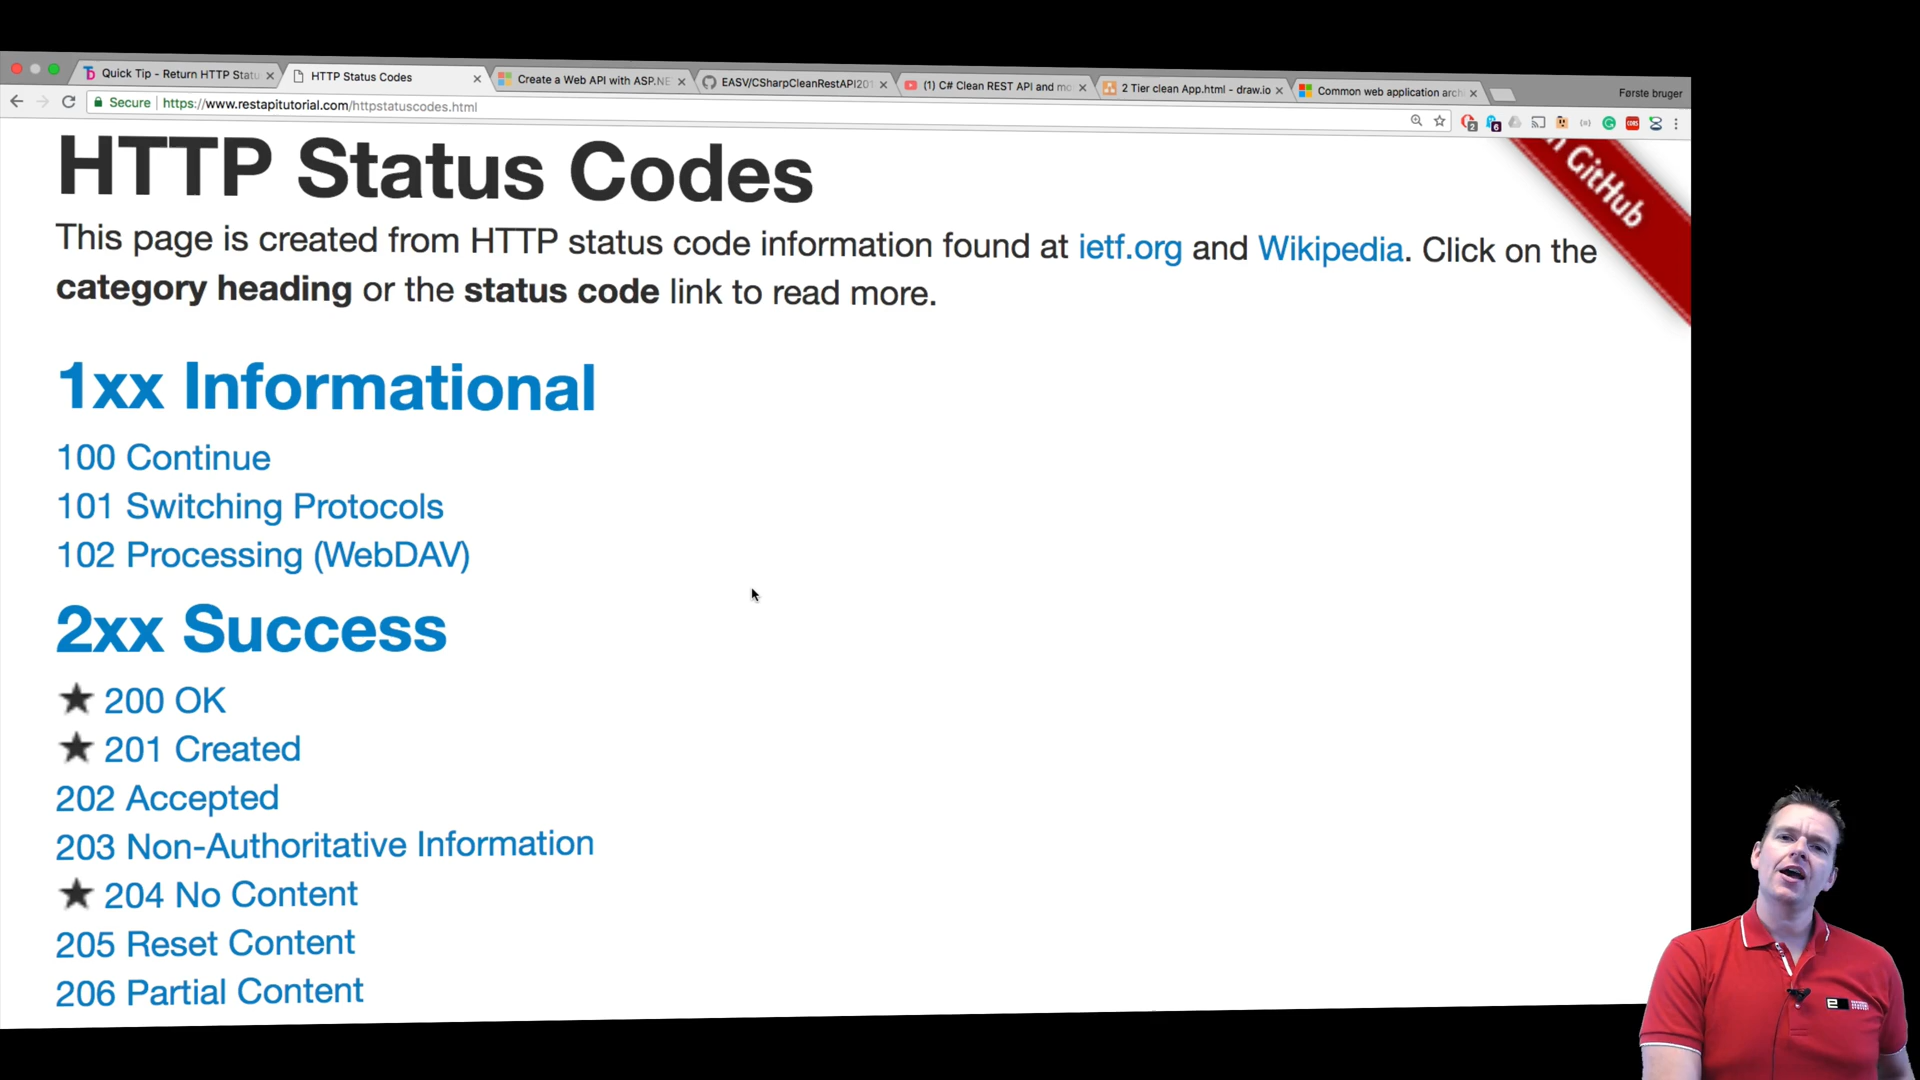 Quick Tip - Return HTTP Statu
HTTP Status Codes
Create a Web API with ASP.NE
EASV/CSharpCleanRestAPI201
(1) C# Clean REST API and mo
2 Tier clean App.html - draw.io
Common web application arch
Første bruger
Secure https://www.restapitutorial.com/httpstatuscodes.html
HTTP Status Codes
GitHub
This page is created from HTTP status code information found at ietf.org and Wikipedia. Click on the
category heading or the status code link to read more.
1xx Informational
100 Continue
101 Switching Protocols
102 Processing (WebDAV)
2xx Success
200 OK
201 Created
202 Accepted
203 Non-Authoritative Information
204 No Content
205 Reset Content
206 Partial Content